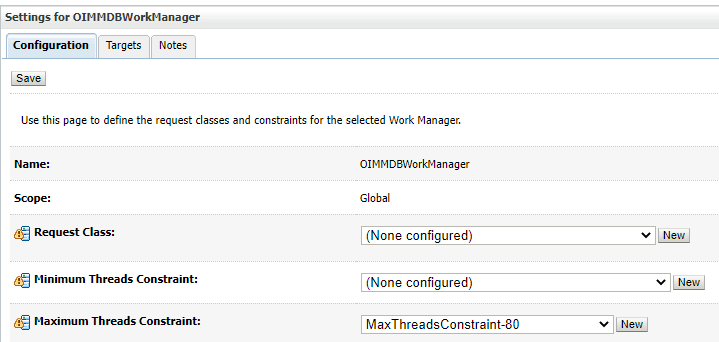 Settings for OIMMDBWorkManager
Configuration Targets Notes
Save
Use this page to define the request classes and constraints for the selected Work Manager.
Name: OIMMDBWorkManager
Scope: Global
Request Class: (None configured) New
Minimum Threads Constraint: (None configured) New
Maximum Threads Constraint: MaxThreadsConstraint-80 New